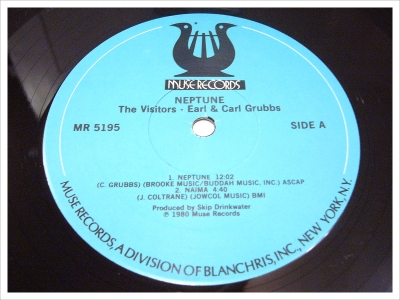 MUSE RECORDS
NEPTUNE
The Visitors - Earl & Carl Grubbs
MR 5195
SIDE A
1. NEPTUNE 12:02
(C. GRUBBS) (BROOKE MUSIC/BUDDAH MUSIC, INC.) ASCAP
2. NAIMA 4:40
(J. COLTRANE) (JOWCOL MUSIC) BMI
Produced by Skip Drinkwater
℗ 1980 Muse Records
MUSE RECORDS, A DIVISION OF BLANCHRIS, INC., NEW YORK, N.Y.